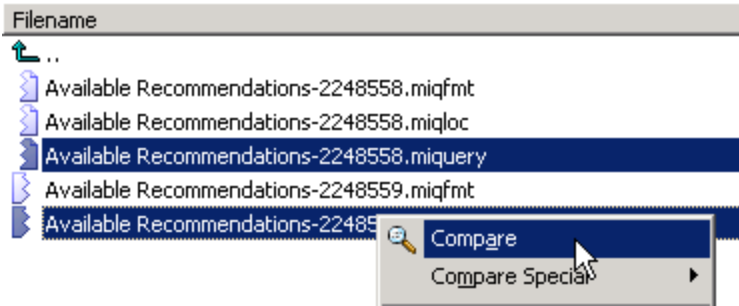 Filename
..
Available Recommendations-2248558.miqfmt
Available Recommendations-2248558.miqloc
Available Recommendations-2248558.miquery
Available Recommendations-2248559.miqfmt
Available Recommendations-22485
Compare
Compare Special